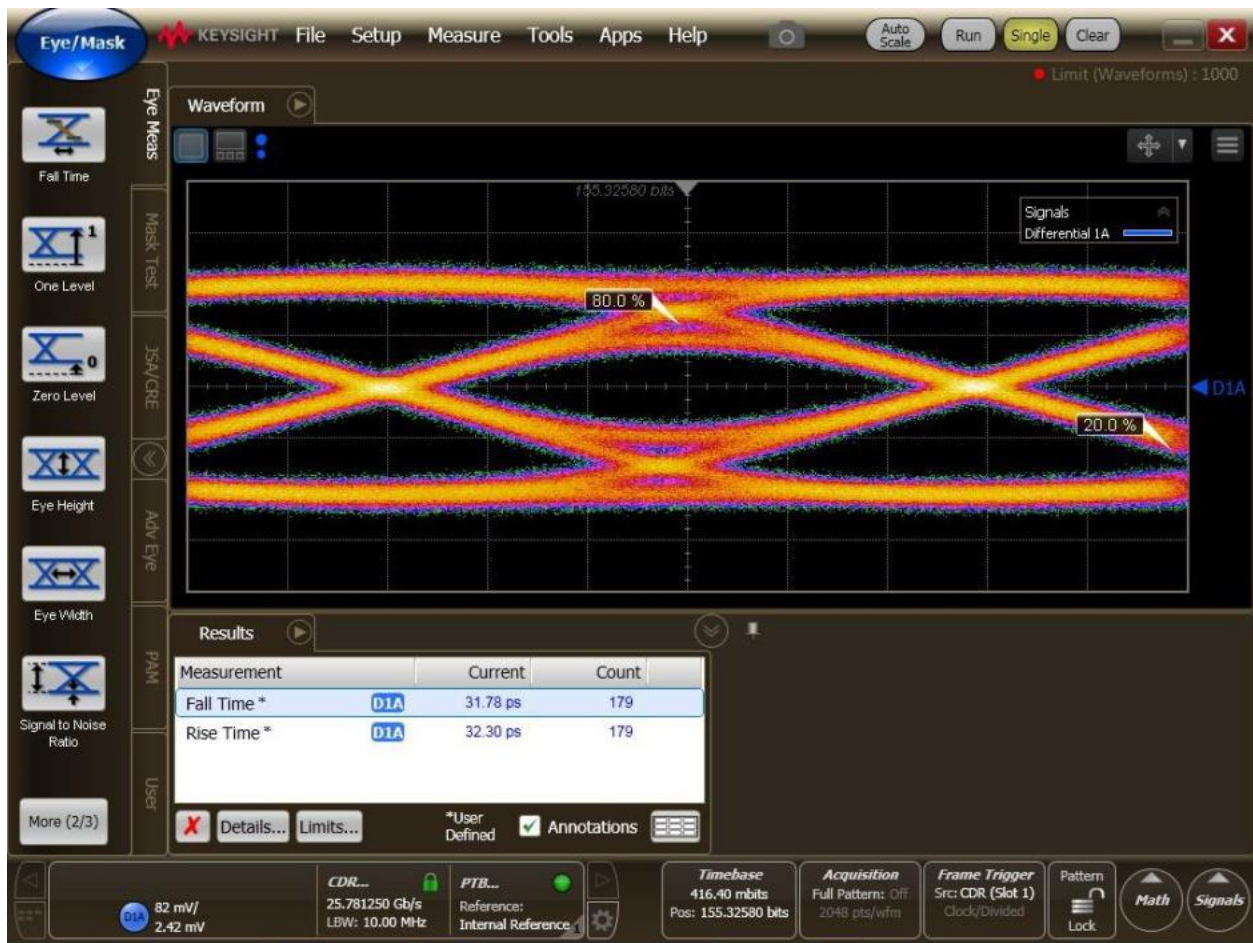 Eye/Mask
KEYSIGHT File Setup Measure Tools Apps Help
Auto Scale
Run
Single
Clear
X
Limit (Waveforms) : 1000
Eye Meas
Mask Test
JSA/CRE
Adv Eye
PAM
User
Fall Time
1
One Level
0
Zero Level
Eye Height
Eye Width
Signal to Noise
Ratio
More (2/3)
Waveform
155.32580 bits
Signals
Differential 1A
80.0 %
20.0 %
D1A
Results
Measurement Current Count
Fall Time * D1A 31.78 ps 179
Rise Time * D1A 32.30 ps 179
X Details... Limits...
*User
Defined
Annotations
D1A
82 mV/
2.42 mV
CDR...
25.781250 Gb/s
LBW: 10.00 MHz
PTB...
Reference:
Internal Reference
1
Timebase
416.40 mbits
Pos: 155.32580 bits
Acquisition
Full Pattern: Off
2048 pts/wfm
Frame Trigger
Src: CDR (Slot 1)
Clock/Divided
Pattern
Lock
Math
Signals